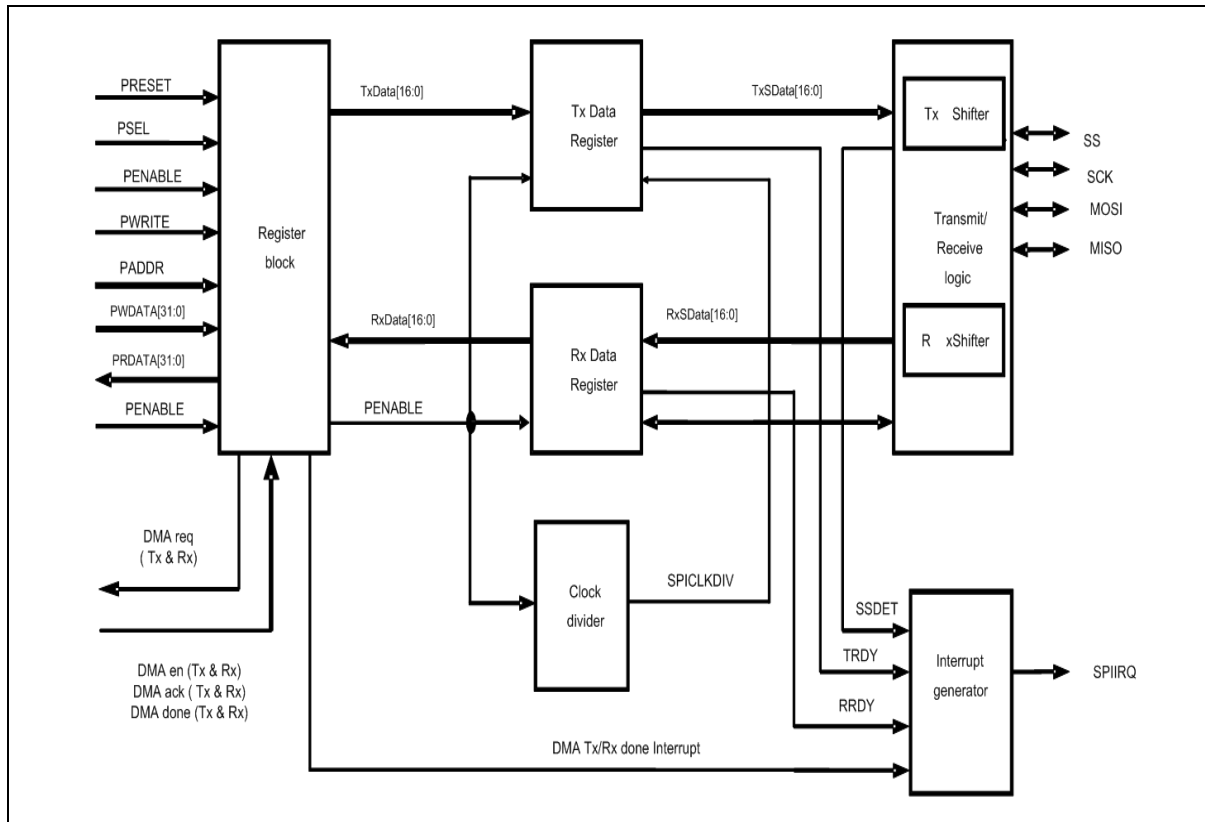 PRESET
PSEL
PENABLE
PWRITE
PADDR
PWDATA[31:0]
PRDATA[31:0]
PENABLE
Register
block
TxData[16:0]
RxData[16:0]
PENABLE
Tx Data
Register
Rx Data
Register
TxSData[16:0]
RxSData[16:0]
Tx Shifter
Transmit/
Receive
logic
R xShifter
SS
SCK
MOSI
MISO
DMA req
( Tx & Rx)
DMA en (Tx & Rx)
DMA ack ( Tx & Rx)
DMA done (Tx & Rx)
Clock
divider
SPICLKDIV
SSDET
TRDY
RRDY
DMA Tx/Rx done Interrupt
Interrupt
generator
SPIIRQ